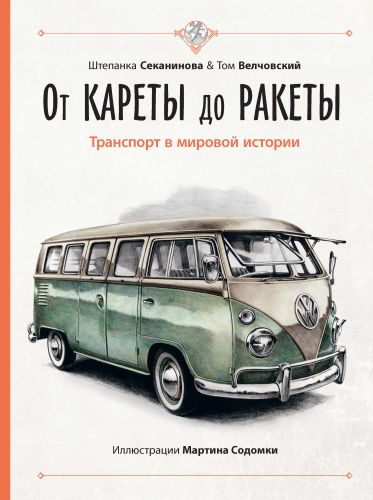 Штепанка Секанинова & Том Велчовский
От КАРЕТЫ до РАКЕТЫ
Транспорт в мировой истории
Иллюстрации Мартина Содомки